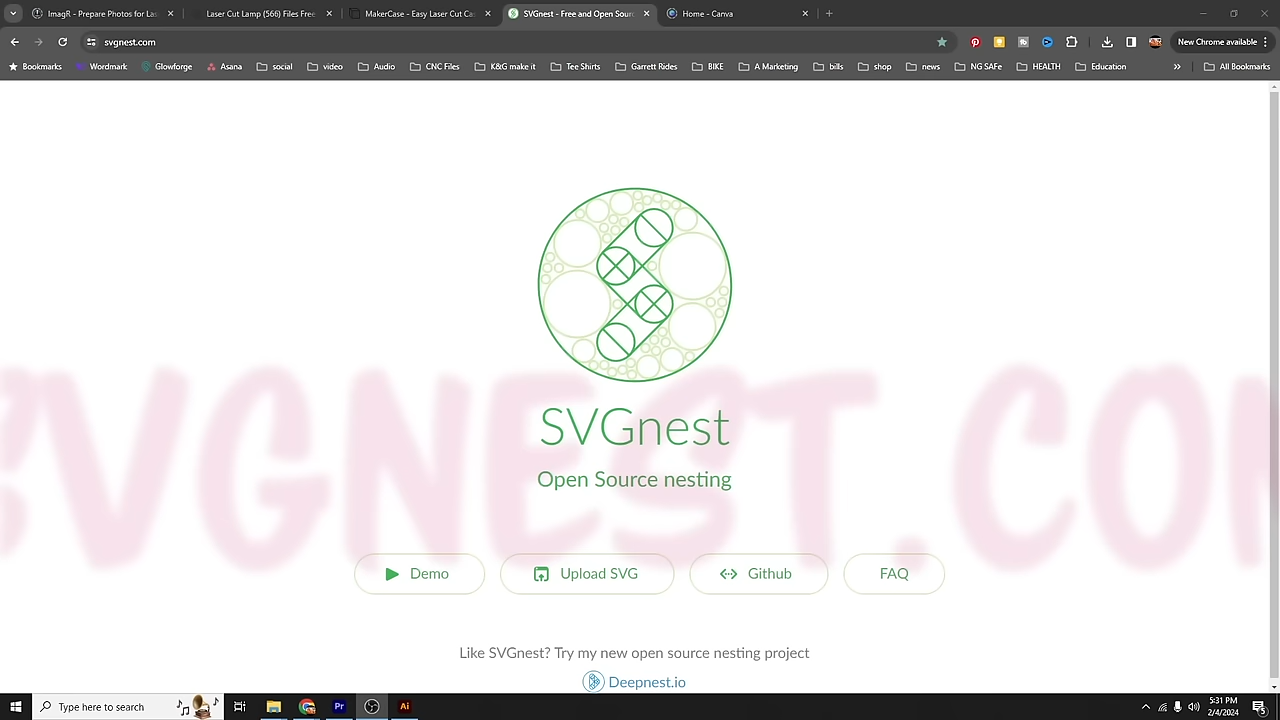 ImagR - Prepare Photos for Las
Laser Cut Lamp (566) Files Free
MakerCase - Easy Laser Cut Ca
SVGnest - Free and Open Sour
Home - Canva
svgnest.com
New Chrome available
Bookmarks
Wordmark
Glowforge
Asana
social
video
Audio
CNC Files
K&G make it
Tee Shirts
Garrett Rides
BIKE
A Marketing
bills
shop
news
NG SAFe
HEALTH
Education
All Bookmarks
SVGNEST.COM
SVGnest
Open Source nesting
Demo
Upload SVG
Github
FAQ
Like SVGnest? Try my new open source nesting project
Deepnest.io
Type here to search
Pr
Ai
5:31 PM
2/4/2024